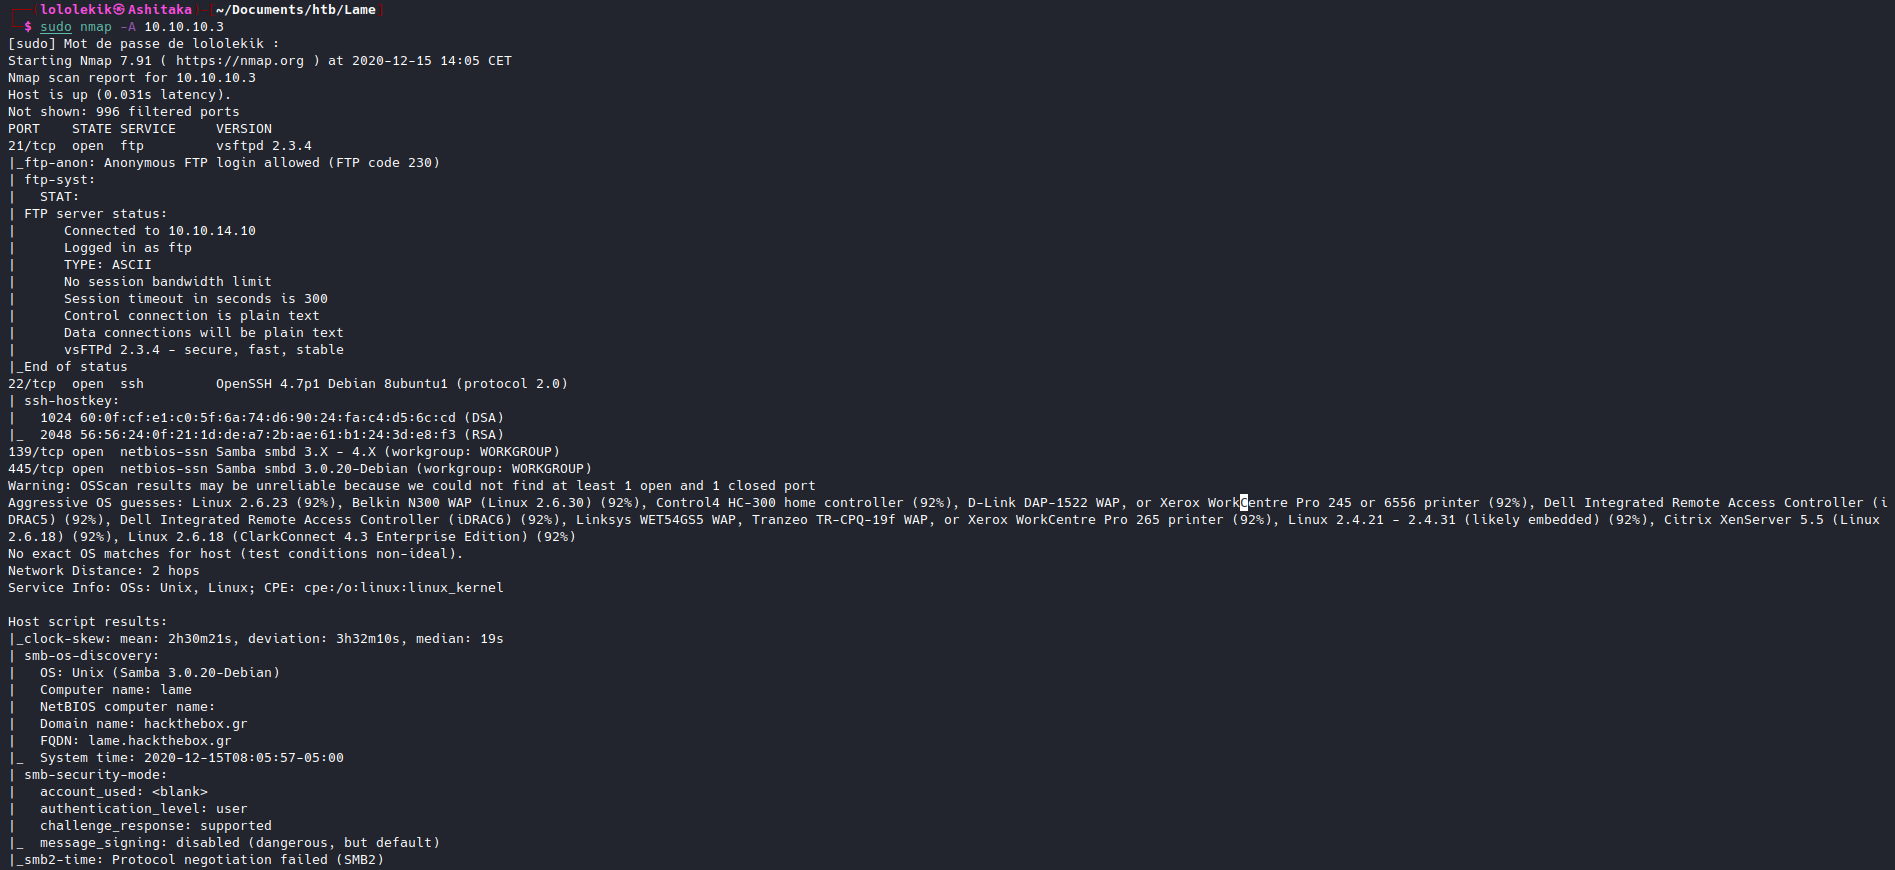 lololekik㉿Ashitaka ~/Documents/htb/Lame
$ sudo nmap -A 10.10.10.3
[sudo] Mot de passe de lololekik :
Starting Nmap 7.91 ( https://nmap.org ) at 2020-12-15 14:05 CET
Nmap scan report for 10.10.10.3
Host is up (0.031s latency).
Not shown: 996 filtered ports
PORT    STATE SERVICE     VERSION
21/tcp  open  ftp         vsftpd 2.3.4
|_ftp-anon: Anonymous FTP login allowed (FTP code 230)
| ftp-syst:
|   STAT:
| FTP server status:
|      Connected to 10.10.14.10
|      Logged in as ftp
|      TYPE: ASCII
|      No session bandwidth limit
|      Session timeout in seconds is 300
|      Control connection is plain text
|      Data connections will be plain text
|      vsFTPd 2.3.4 - secure, fast, stable
|_End of status
22/tcp  open  ssh         OpenSSH 4.7p1 Debian 8ubuntu1 (protocol 2.0)
| ssh-hostkey:
|   1024 60:0f:cf:e1:c0:5f:6a:74:d6:90:24:fa:c4:d5:6c:cd (DSA)
|_  2048 56:56:24:0f:21:1d:de:a7:2b:ae:61:b1:24:3d:e8:f3 (RSA)
139/tcp open  netbios-ssn Samba smbd 3.X - 4.X (workgroup: WORKGROUP)
445/tcp open  netbios-ssn Samba smbd 3.0.20-Debian (workgroup: WORKGROUP)
Warning: OSScan results may be unreliable because we could not find at least 1 open and 1 closed port
Aggressive OS guesses: Linux 2.6.23 (92%), Belkin N300 WAP (Linux 2.6.30) (92%), Control4 HC-300 home controller (92%), D-Link DAP-1522 WAP, or Xerox WorkCentre Pro 245 or 6556 printer (92%), Dell Integrated Remote Access Controller (i
DRAC5) (92%), Dell Integrated Remote Access Controller (iDRAC6) (92%), Linksys WET54GS5 WAP, Tranzeo TR-CPQ-19f WAP, or Xerox WorkCentre Pro 265 printer (92%), Linux 2.4.21 - 2.4.31 (likely embedded) (92%), Citrix XenServer 5.5 (Linux
2.6.18) (92%), Linux 2.6.18 (ClarkConnect 4.3 Enterprise Edition) (92%)
No exact OS matches for host (test conditions non-ideal).
Network Distance: 2 hops
Service Info: OSs: Unix, Linux; CPE: cpe:/o:linux:linux_kernel

Host script results:
|_clock-skew: mean: 2h30m21s, deviation: 3h32m10s, median: 19s
| smb-os-discovery:
|   OS: Unix (Samba 3.0.20-Debian)
|   Computer name: lame
|   NetBIOS computer name:
|   Domain name: hackthebox.gr
|   FQDN: lame.hackthebox.gr
|_  System time: 2020-12-15T08:05:57-05:00
| smb-security-mode:
|   account_used: <blank>
|   authentication_level: user
|   challenge_response: supported
|_  message_signing: disabled (dangerous, but default)
|_smb2-time: Protocol negotiation failed (SMB2)